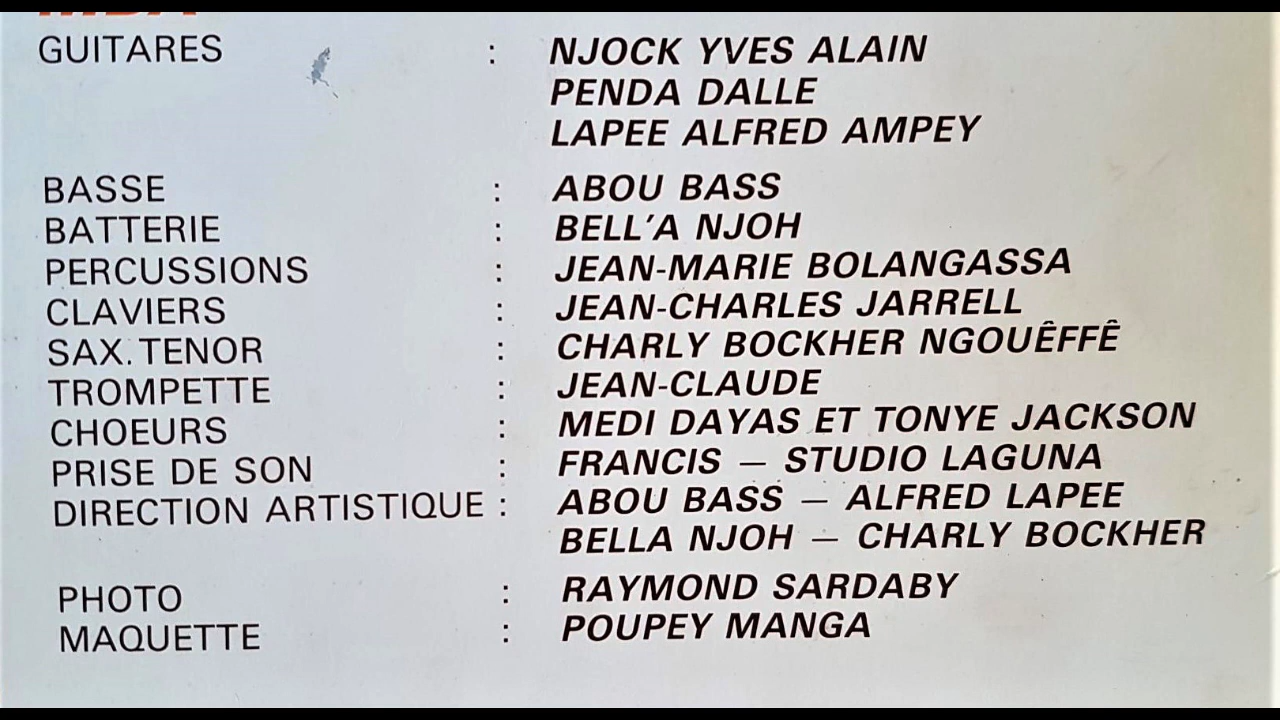 GUITARES : NJOCK YVES ALAIN
PENDA DALLE
LAPEE ALFRED AMPEY
BASSE : ABOU BASS
BATTERIE : BELL'A NJOH
PERCUSSIONS : JEAN-MARIE BOLANGASSA
CLAVIERS : JEAN-CHARLES JARRELL
SAX. TENOR : CHARLY BOCKHER NGOUÊFFÊ
TROMPETTE : JEAN-CLAUDE
CHOEURS : MEDI DAYAS ET TONYE JACKSON
PRISE DE SON : FRANCIS — STUDIO LAGUNA
DIRECTION ARTISTIQUE : ABOU BASS — ALFRED LAPEE
BELLA NJOH — CHARLY BOCKHER
PHOTO : RAYMOND SARDABY
MAQUETTE : POUPEY MANGA